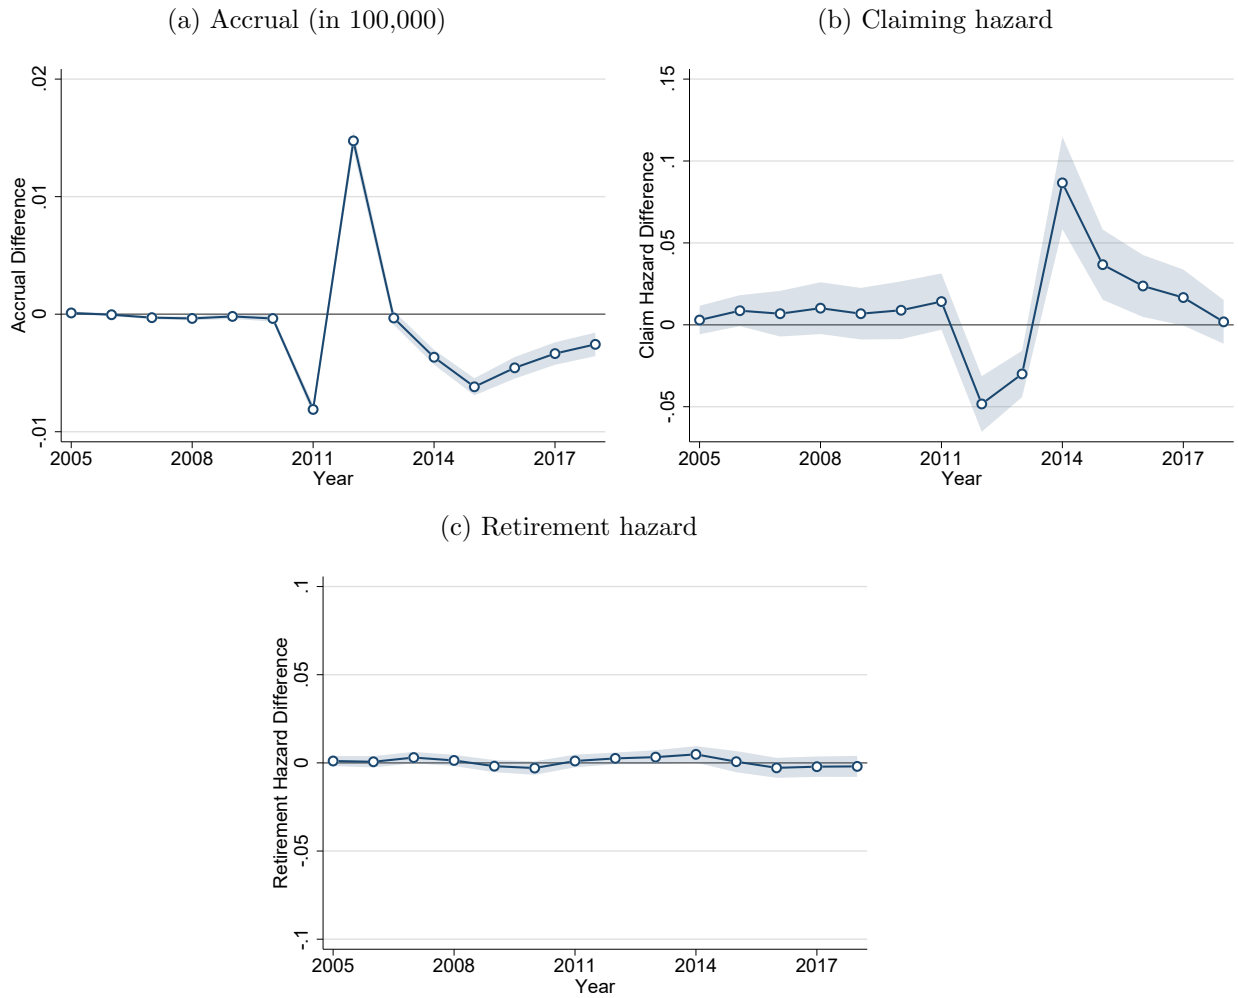 (a) Accrual (in 100,000)
.02
.01
0
-.01
Accrual Difference
2005 2008 2011 2014 2017
Year
(b) Claiming hazard
.15
.1
.05
0
-.05
Claim Hazard Difference
2005 2008 2011 2014 2017
Year
(c) Retirement hazard
.1
.05
0
-.05
-.1
Retirement Hazard Difference
2005 2008 2011 2014 2017
Year